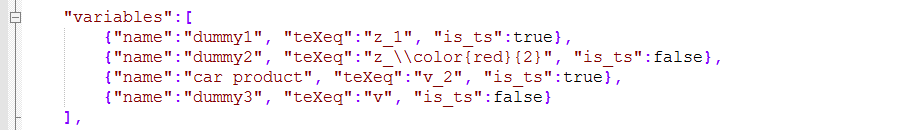 "variables":[
{"name":"dummy1", "teXeq":"z_1", "is_ts":true},
{"name":"dummy2", "teXeq":"z_\\color{red}{2}", "is_ts":false},
{"name":"car product", "teXeq":"v_2", "is_ts":true},
{"name":"dummy3", "teXeq":"v", "is_ts":false}
],